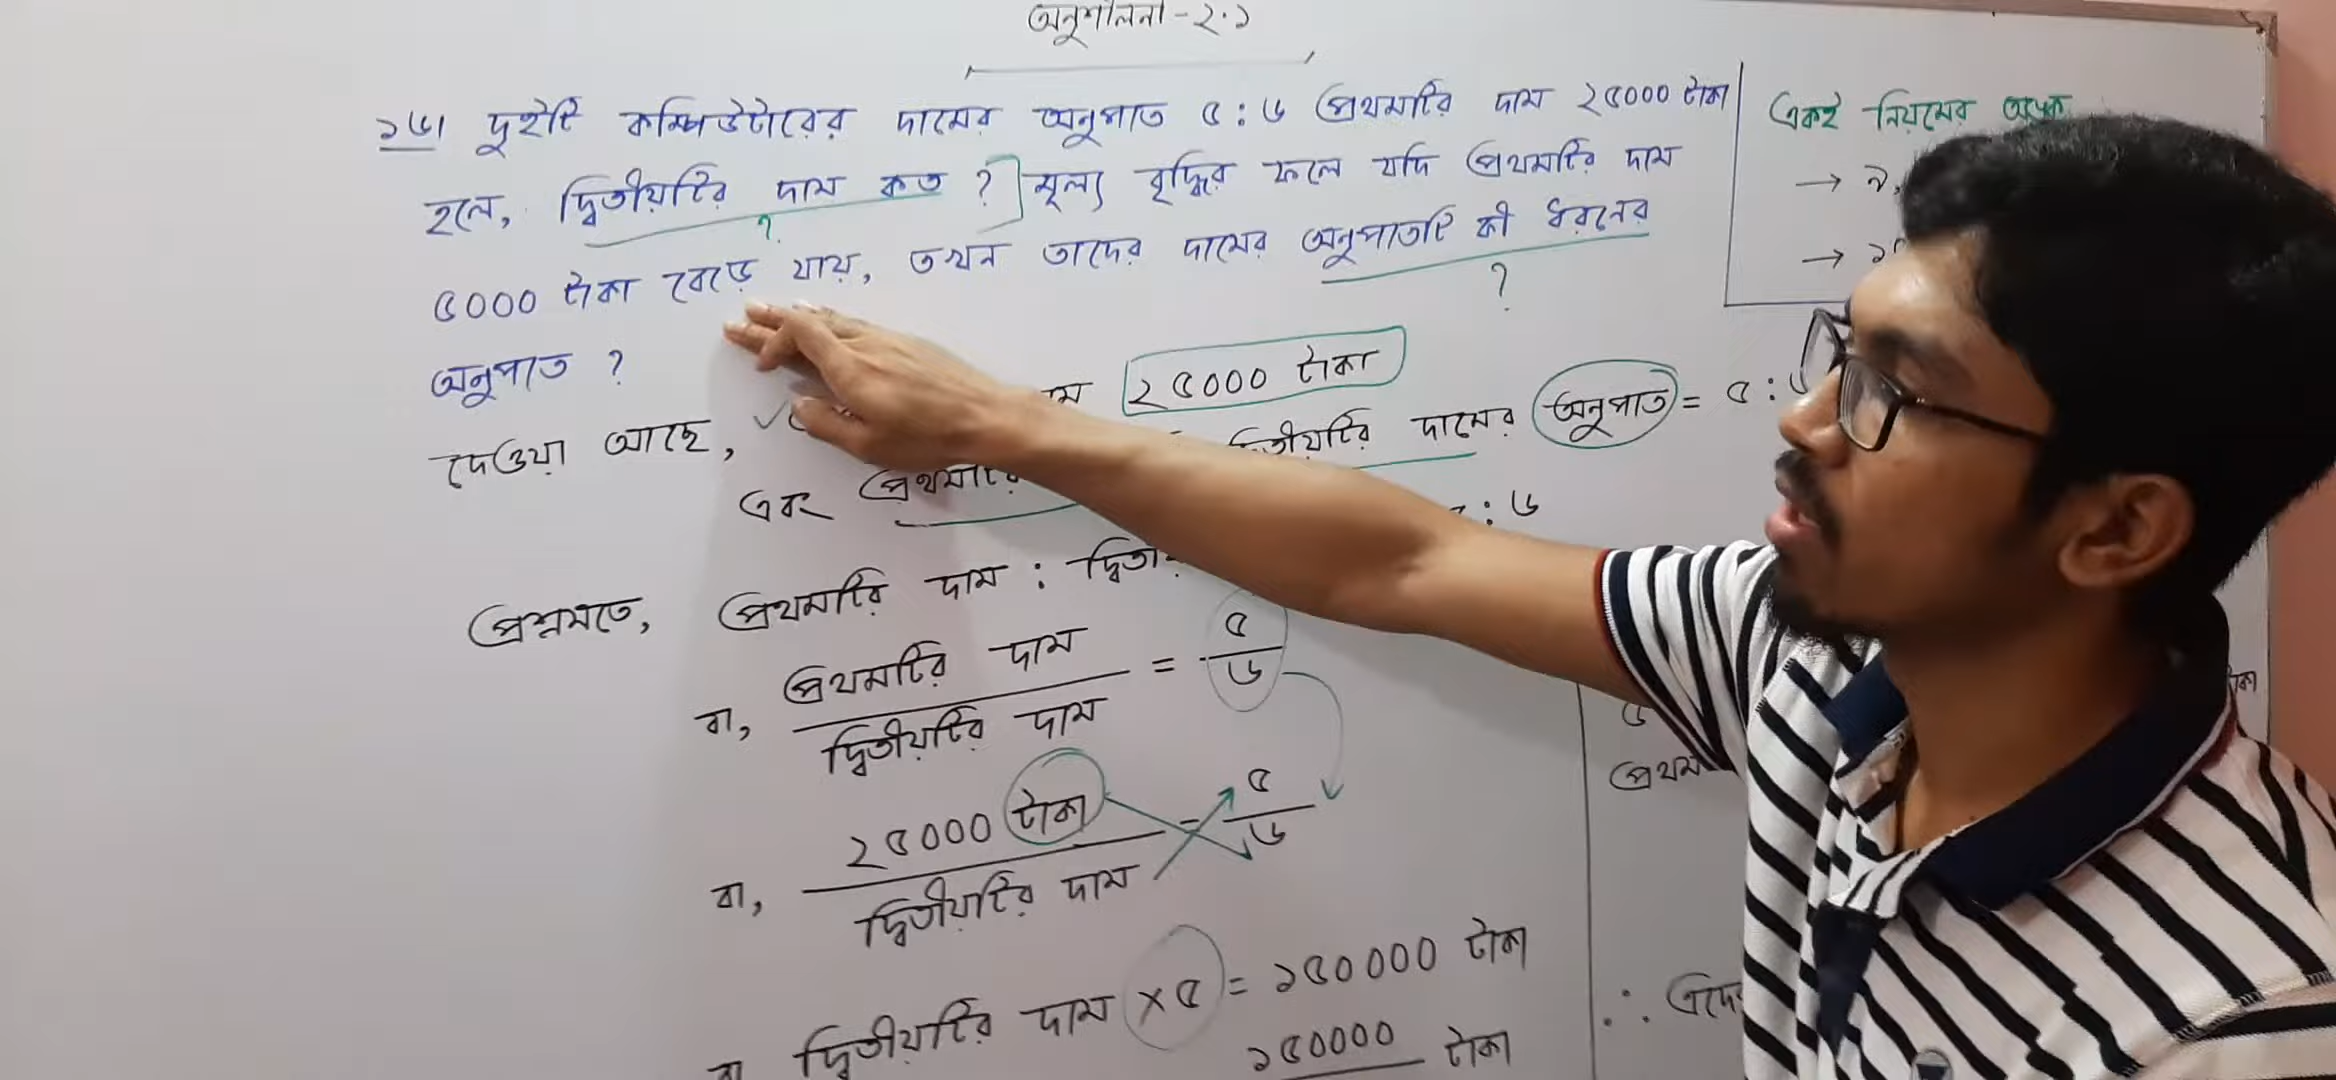 অনুশীলনী - ২.১
১৬। দুইটি কম্পিউটারের দামের অনুপাত ৫ : ৬ প্রথমটির দাম ২৫০০০ টাকা
হলে, দ্বিতীয়টির দাম কত ? মূল্য বৃদ্ধির ফলে যদি প্রথমটির দাম
?
৫০০০ টাকা বেড়ে যায়, তখন তাদের দামের অনুপাতটি কী ধরনের
?
অনুপাত ?
একই নিয়মের
→ ৯,
→
দেওয়া আছে, ✓ ২৫০০০ টাকা
এবং দ্বিতীয়টির দামের অনুপাত = ৫ :
: ৬
প্রশ্নমতে, প্রথমটির দাম :
বা, প্রথমটির দাম / দ্বিতীয়টির দাম = ৫ / ৬
বা, ২৫০০০ টাকা / দ্বিতীয়টির দাম = ৫ / ৬
দ্বিতীয়টির দাম × ৫ = ১৫০০০০ টাকা
১৫০০০০ টাকা
৫
∴